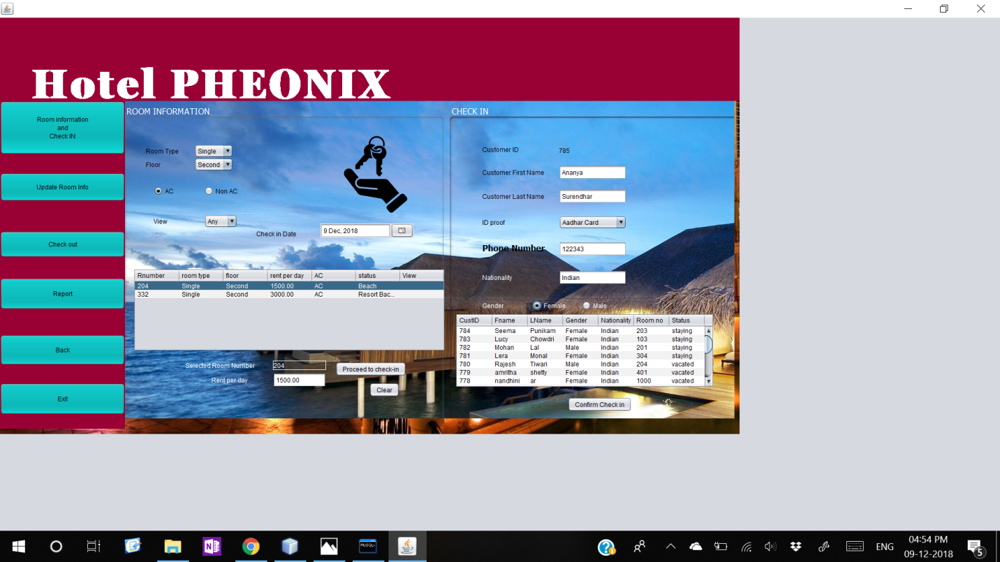 Hotel PHEONIX
Room information
and
Check IN
Update Room Info
Check out
Report
Back
Exit
ROOM INFORMATION
Room Type Single
Floor Second
AC Non AC
View Any
Check in Date 9 Dec, 2018
Rnumber room type floor rent per day AC status View
204 Single Second 1500.00 AC Beach
332 Single Second 3000.00 AC Resort Bac...
Selected Room Number 204
Proceed to check-in
Rent per day 1500.00
Clear
CHECK IN
Customer ID 785
Customer First Name Ananya
Customer Last Name Surendhar
ID proof Aadhar Card
Phone Number 122343
Nationality Indian
Gender Female Male
CustID Fname LName Gender Nationality Room no Status
784 Seema Punikam Female Indian 203 staying
783 Lucy Chowdri Female Indian 103 staying
782 Mohan Lal Male Indian 201 staying
781 Lera Monal Female Indian 304 staying
780 Rajesh Tiwari Male Indian 204 vacated
779 amritha shetty Female Indian 401 vacated
778 nandhini ar Female Indian 1000 vacated
Confirm Check in
MySQL
ENG
04:54 PM
09-12-2018
5